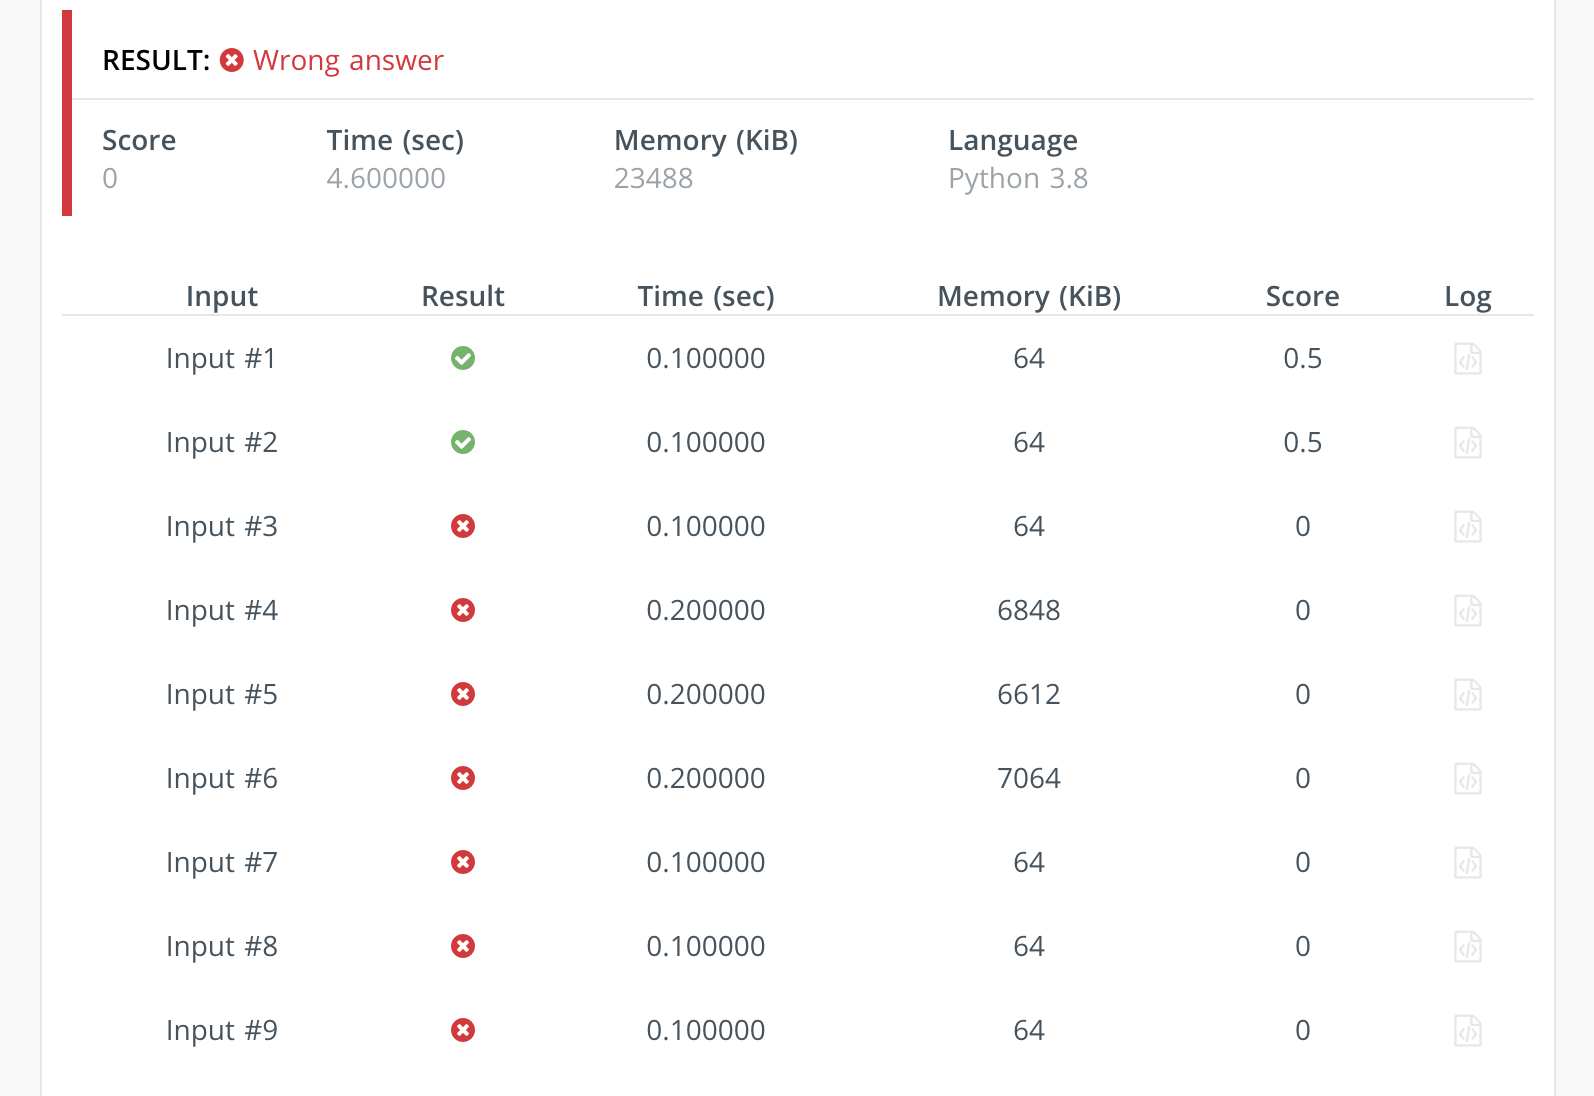 RESULT: Wrong answer
Score Time (sec) Memory (KiB) Language
0 4.600000 23488 Python 3.8
Input Result Time (sec) Memory (KiB) Score Log
Input #1 0.100000 64 0.5
Input #2 0.100000 64 0.5
Input #3 0.100000 64 0
Input #4 0.200000 6848 0
Input #5 0.200000 6612 0
Input #6 0.200000 7064 0
Input #7 0.100000 64 0
Input #8 0.100000 64 0
Input #9 0.100000 64 0